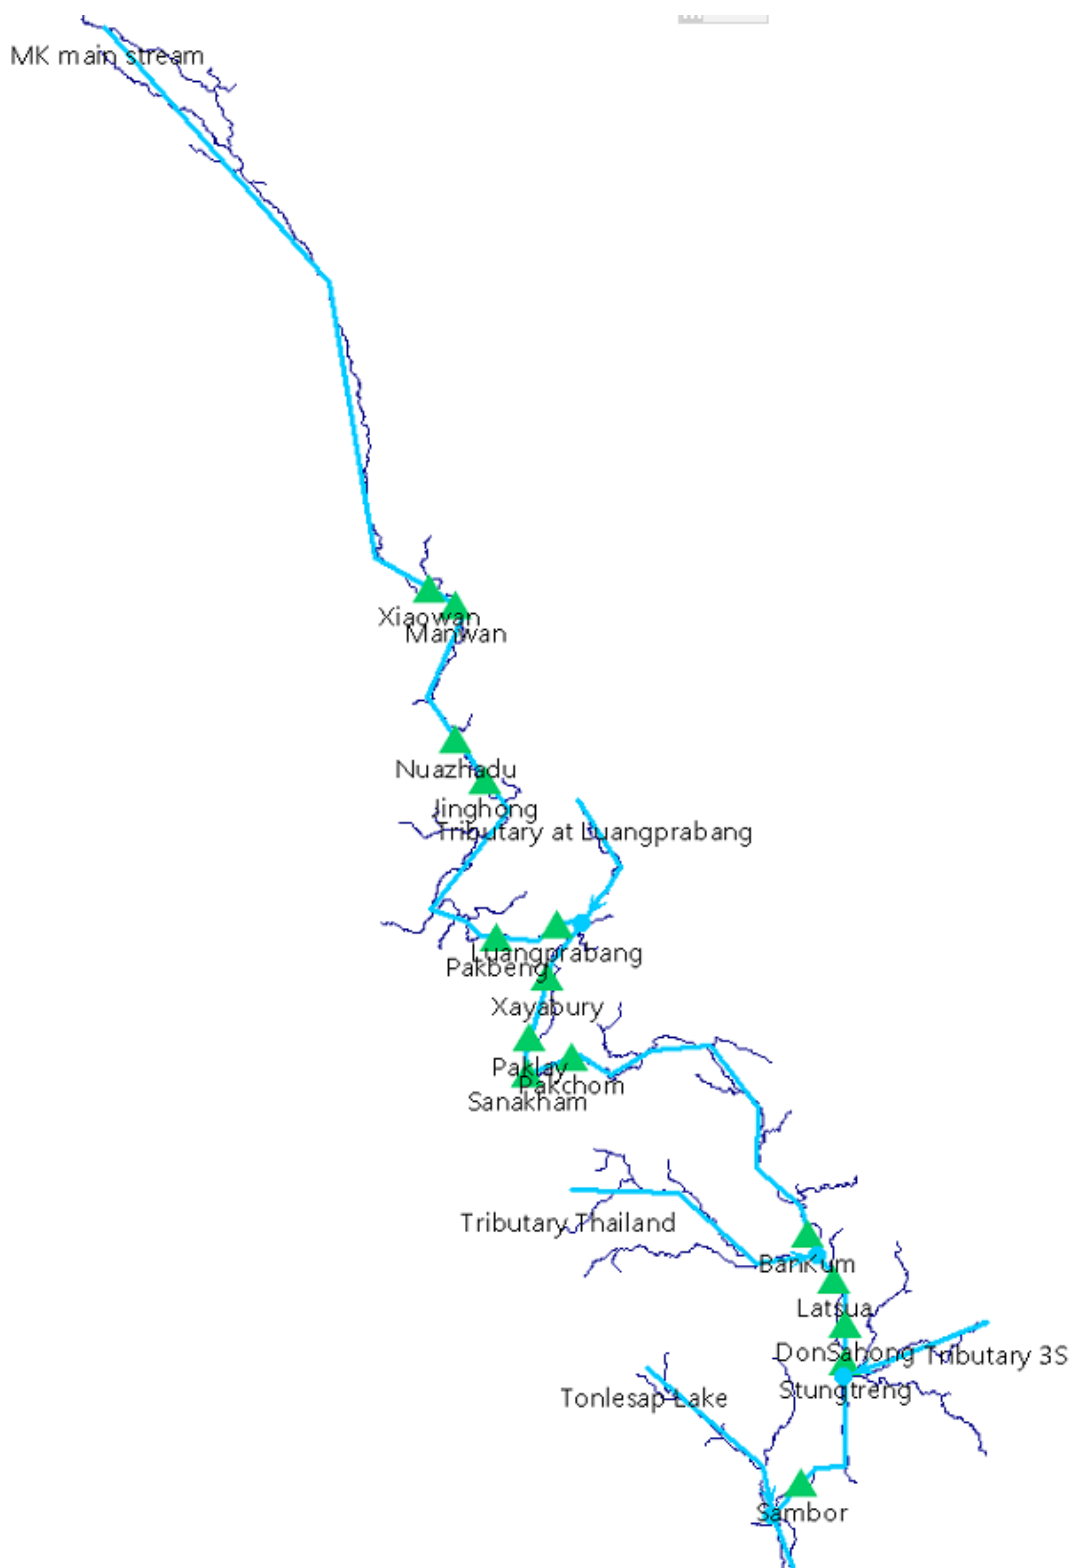 MK main stream
Xiaowan
Manwan
Nuazhadu
Jinghong
Tributary at Luangprabang
Luangprabang
Pakbeng
Xayabury
Paklay
Pakchom
Sanakham
Tributary Thailand
BanKum
Latsua
DonSahong
Tributary 3S
Stungtreng
Tonlesap Lake
Sambor